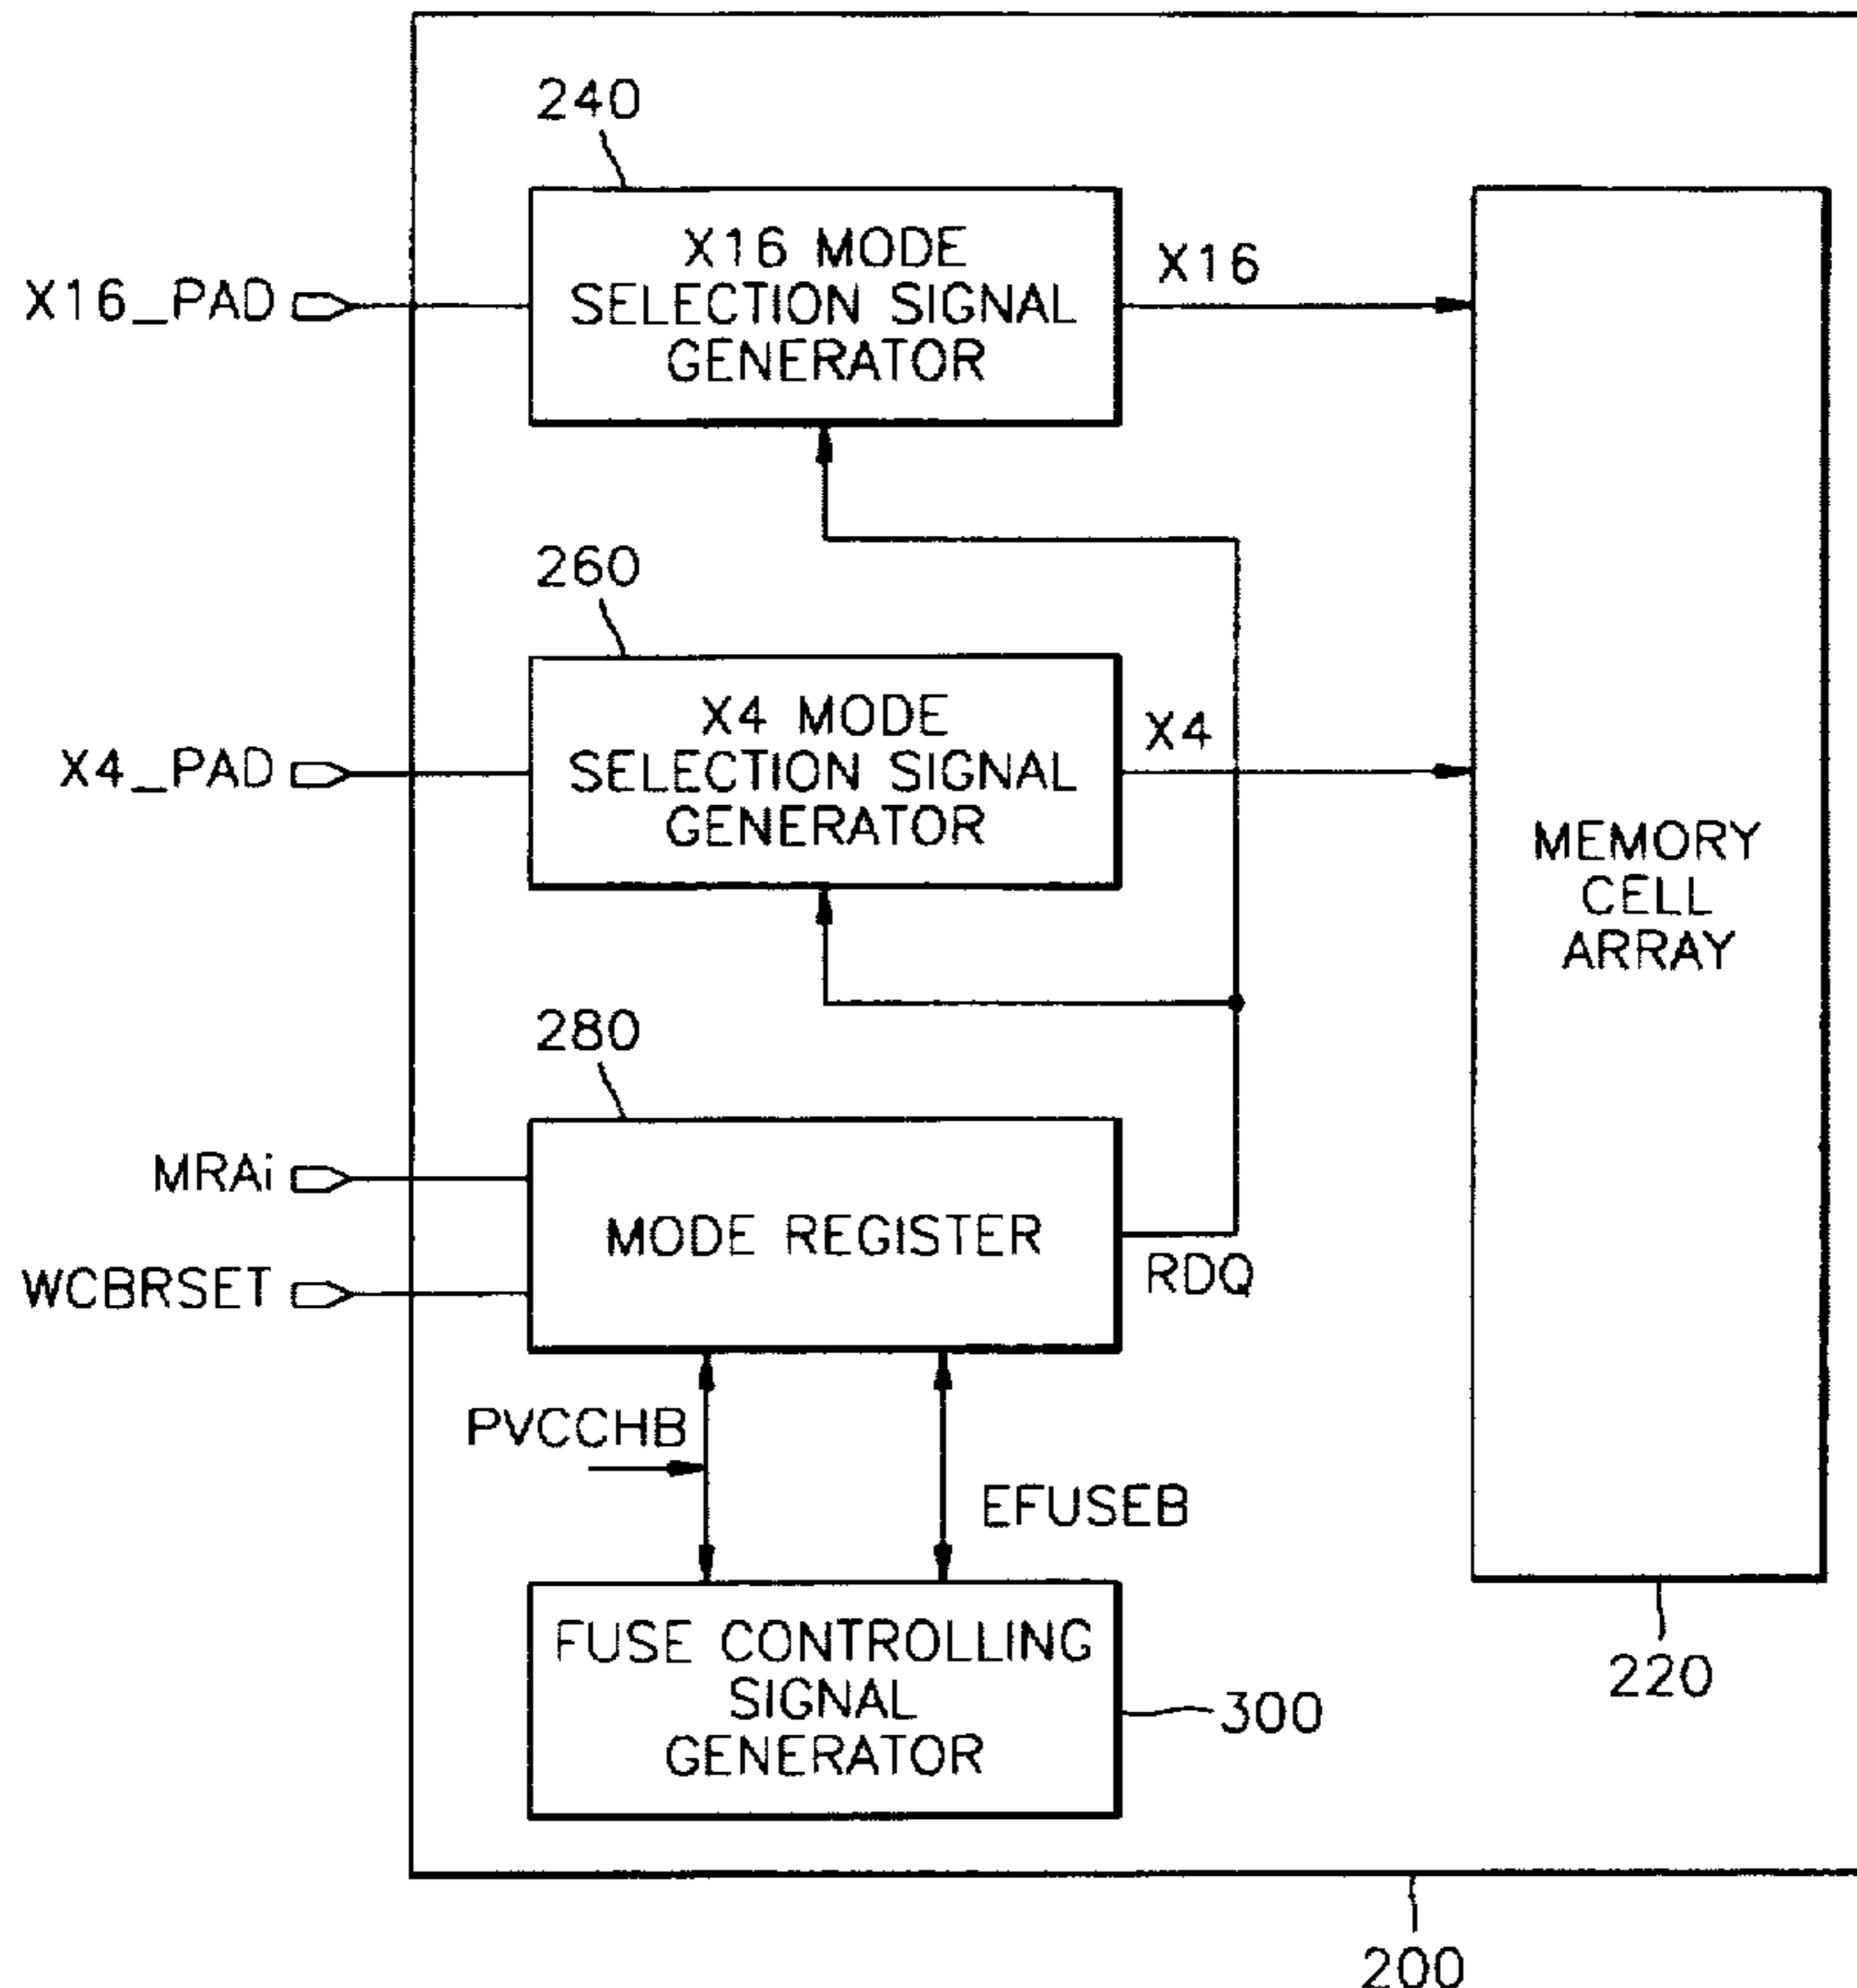 240
X16 MODE
SELECTION SIGNAL
GENERATOR
X16_PAD
X16
260
X4 MODE
SELECTION SIGNAL
GENERATOR
X4_PAD
X4
MEMORY
CELL
ARRAY
280
MRAi
MODE REGISTER
WCBRSET
RDQ
PVCCHB
EFUSEB
FUSE CONTROLLING
SIGNAL
GENERATOR
300
220
200